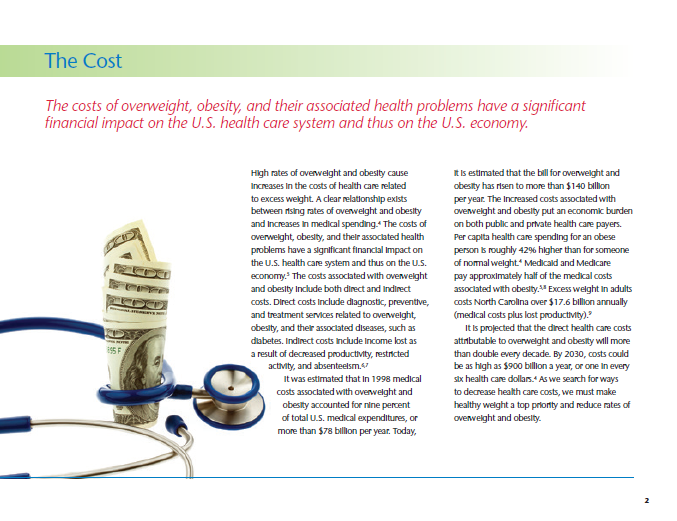 The Cost
The costs of overweight, obesity, and their associated health problems have a significant
financial impact on the U.S. health care system and thus on the U.S. economy.
High rates of overweight and obesity cause
increases in the costs of health care related
to excess weight. A clear relationship exists
between rising rates of overweight and obesity
and increases in medical spending.⁴ The costs of
overweight, obesity, and their associated health
problems have a significant financial impact on
the U.S. health care system and thus on the U.S.
economy.⁵ The costs associated with overweight
and obesity include both direct and indirect
costs. Direct costs include diagnostic, preventive,
and treatment services related to overweight,
obesity, and their associated diseases, such as
diabetes. Indirect costs include income lost as
a result of decreased productivity, restricted
activity, and absenteeism.⁶,⁷
It was estimated that in 1998 medical
costs associated with overweight and
obesity accounted for nine percent
of total U.S. medical expenditures, or
more than $78 billion per year. Today,
it is estimated that the bill for overweight and
obesity has risen to more than $140 billion
per year. The increased costs associated with
overweight and obesity put an economic burden
on both public and private health care payers.
Per capita health care spending for an obese
person is roughly 42% higher than for someone
of normal weight.⁴ Medicaid and Medicare
pay approximately half of the medical costs
associated with obesity.⁵,⁸ Excess weight in adults
costs North Carolina over $17.6 billion annually
(medical costs plus lost productivity).⁹
It is projected that the direct health care costs
attributable to overweight and obesity will more
than double every decade. By 2030, costs could
be as high as $900 billion a year, or one in every
six health care dollars.⁴ As we search for ways
to decrease health care costs, we must make
healthy weight a top priority and reduce rates of
overweight and obesity.
2